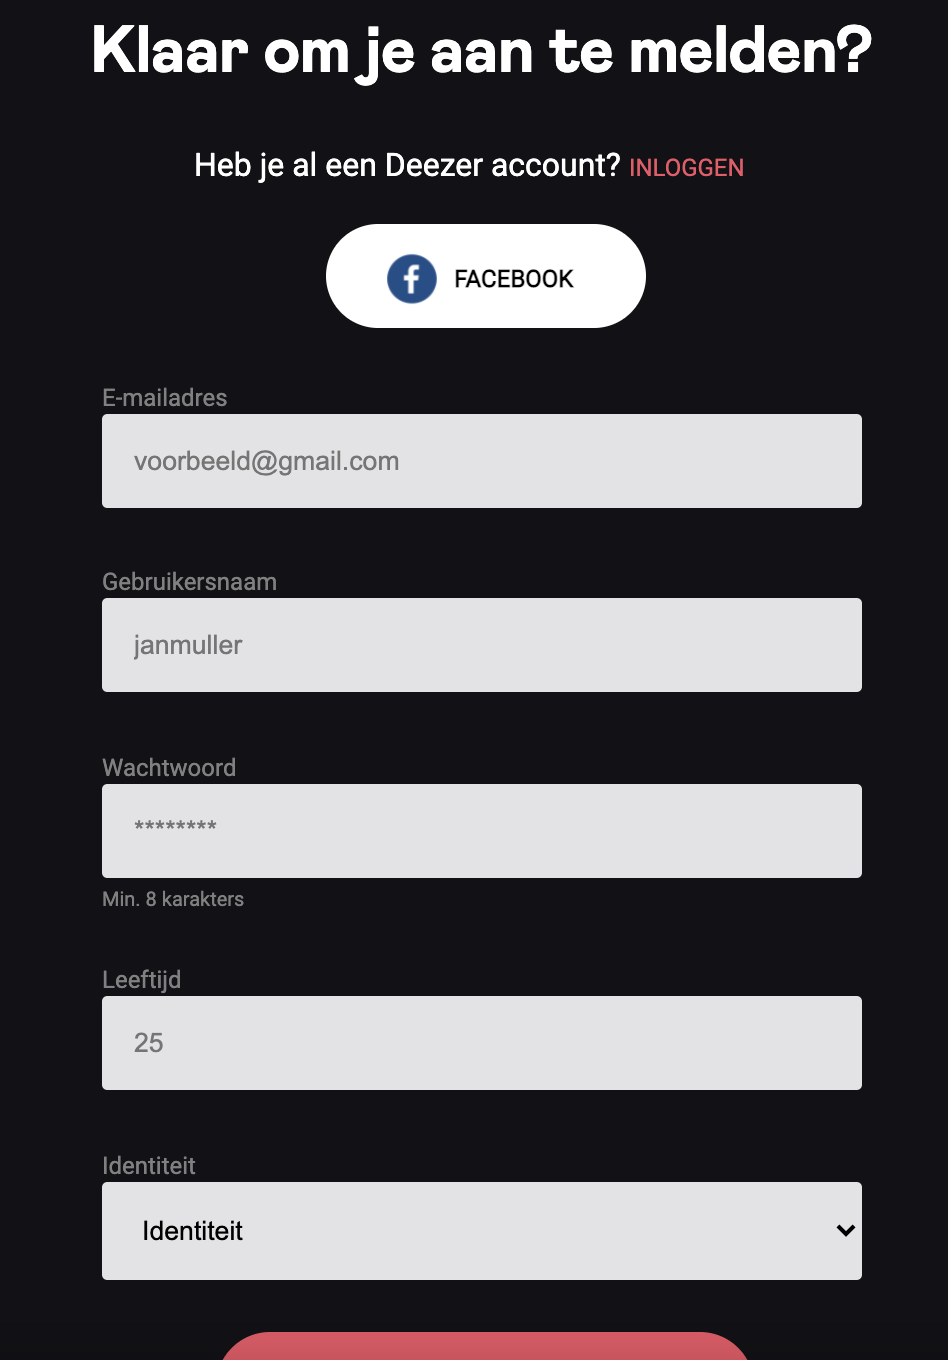 Klaar om je aan te melden?
Heb je al een Deezer account? INLOGGEN
FACEBOOK
E-mailadres
voorbeeld@gmail.com
Gebruikersnaam
janmuller
Wachtwoord
********
Min. 8 karakters
Leeftijd
25
Identiteit
Identiteit